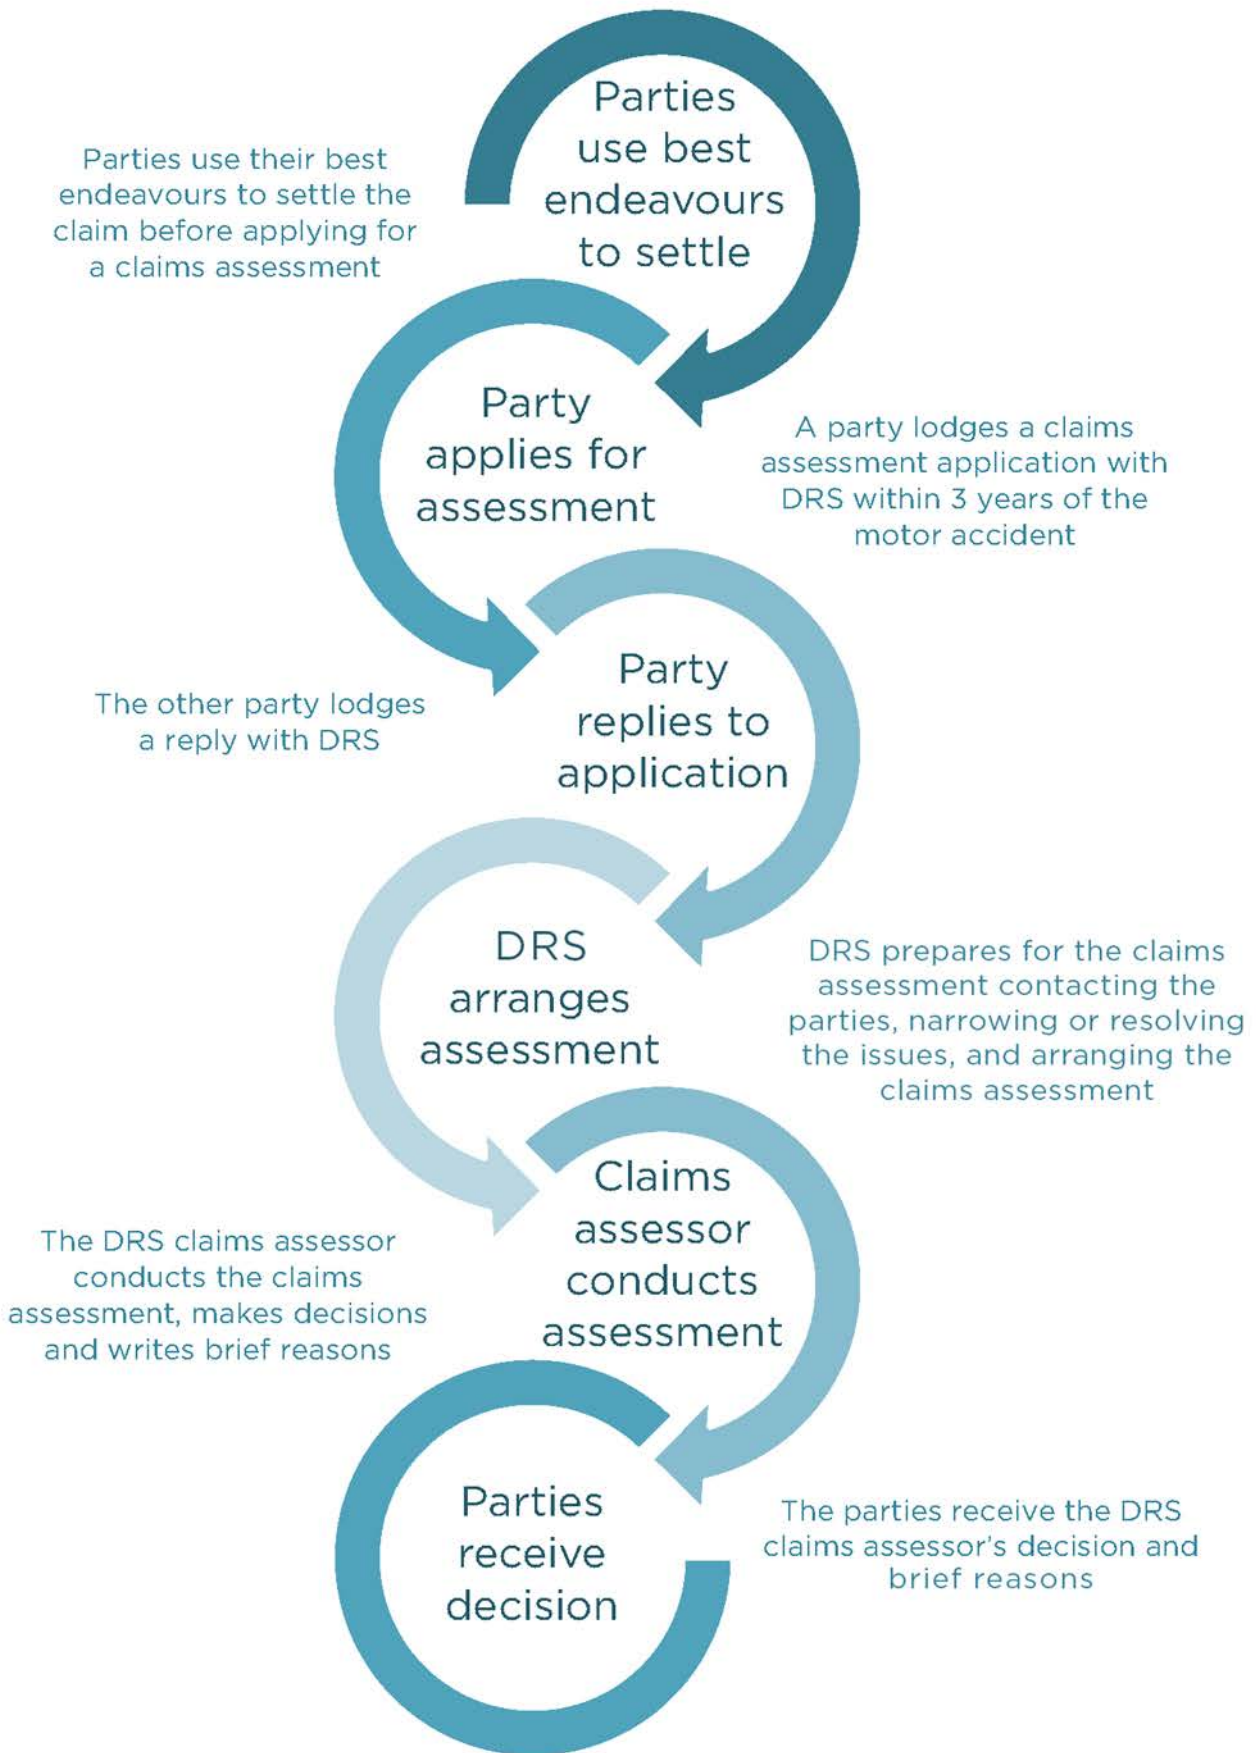 Parties
use best
endeavours
to settle
Parties use their best
endeavours to settle the
claim before applying for
a claims assessment
Party
applies for
assessment
A party lodges a claims
assessment application with
DRS within 3 years of the
motor accident
Party
replies to
application
The other party lodges
a reply with DRS
DRS
arranges
assessment
DRS prepares for the claims
assessment contacting the
parties, narrowing or resolving
the issues, and arranging the
claims assessment
Claims
assessor
conducts
assessment
The DRS claims assessor
conducts the claims
assessment, makes decisions
and writes brief reasons
Parties
receive
decision
The parties receive the DRS
claims assessor's decision and
brief reasons